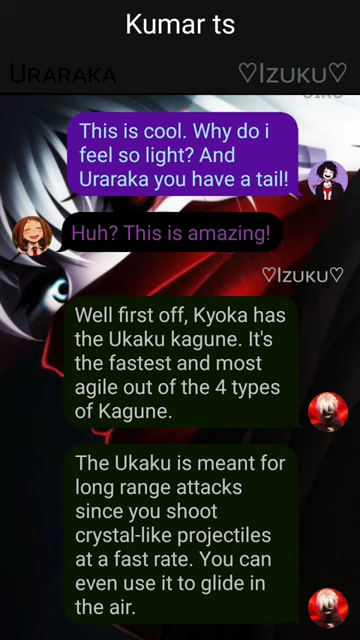 Kumar ts
URARAKA
♡IZUKU♡
This is cool. Why do i
feel so light? And
Uraraka you have a tail!
Huh? This is amazing!
♡IZUKU♡
Well first off, Kyoka has
the Ukaku kagune. It's
the fastest and most
agile out of the 4 types
of Kagune.
The Ukaku is meant for
long range attacks
since you shoot
crystal-like projectiles
at a fast rate. You can
even use it to glide in
the air.